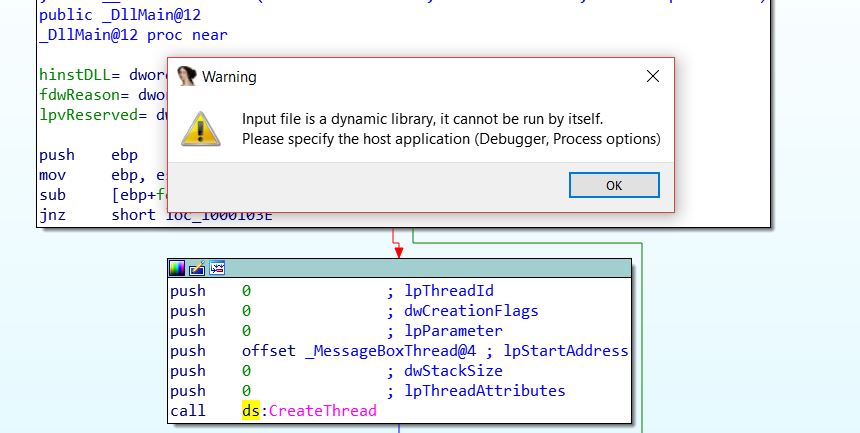 public _DllMain@12
_DllMain@12 proc near
Warning
hinstDLL=
fdwReason=
lpvReserved=
Input file is a dynamic library, it cannot be run by itself.
Please specify the host application (Debugger, Process options)
push ebp
mov ebp,
sub
jnz short loc_1000103E
OK
push 0 ; lpThreadId
push 0 ; dwCreationFlags
push 0 ; lpParameter
push offset _MessageBoxThread@4 ; lpStartAddress
push 0 ; dwStackSize
push 0 ; lpThreadAttributes
call ds:CreateThread